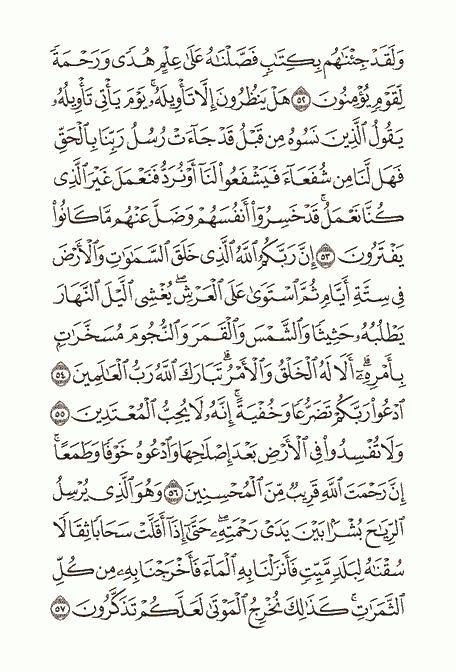 وَلَقَدْ جِئْنَٰهُم بِكِتَٰبٍ فَصَّلْنَٰهُ عَلَىٰ عِلْمٍ هُدًى وَرَحْمَةً
لِّقَوْمٍ يُؤْمِنُونَ ٥٢ هَلْ يَنظُرُونَ إِلَّا تَأْوِيلَهُۥ ۚ يَوْمَ يَأْتِى تَأْوِيلُهُۥ
يَقُولُ ٱلَّذِينَ نَسُوهُ مِن قَبْلُ قَدْ جَآءَتْ رُسُلُ رَبِّنَا بِٱلْحَقِّ
فَهَل لَّنَا مِن شُفَعَآءَ فَيَشْفَعُوا۟ لَنَآ أَوْ نُرَدُّ فَنَعْمَلَ غَيْرَ ٱلَّذِى
كُنَّا نَعْمَلُ ۚ قَدْ خَسِرُوٓا۟ أَنفُسَهُمْ وَضَلَّ عَنْهُم مَّا كَانُوا۟
يَفْتَرُونَ ٥٣ إِنَّ رَبَّكُمُ ٱللَّهُ ٱلَّذِى خَلَقَ ٱلسَّمَٰوَٰتِ وَٱلْأَرْضَ
فِى سِتَّةِ أَيَّامٍ ثُمَّ ٱسْتَوَىٰ عَلَى ٱلْعَرْشِ ۖ يُغْشِى ٱلَّيْلَ ٱلنَّهَارَ
يَطْلُبُهُۥ حَثِيثًا وَٱلشَّمْسَ وَٱلْقَمَرَ وَٱلنُّجُومَ مُسَخَّرَٰتٍۭ
بِأَمْرِهِۦٓ ۗ أَلَا لَهُ ٱلْخَلْقُ وَٱلْأَمْرُ ۗ تَبَارَكَ ٱللَّهُ رَبُّ ٱلْعَٰلَمِينَ ٥٤
ٱدْعُوا۟ رَبَّكُمْ تَضَرُّعًا وَخُفْيَةً ۚ إِنَّهُۥ لَا يُحِبُّ ٱلْمُعْتَدِينَ ٥٥
وَلَا تُفْسِدُوا۟ فِى ٱلْأَرْضِ بَعْدَ إِصْلَٰحِهَا وَٱدْعُوهُ خَوْفًا وَطَمَعًا ۚ
إِنَّ رَحْمَتَ ٱللَّهِ قَرِيبٌ مِّنَ ٱلْمُحْسِنِينَ ٥٦ وَهُوَ ٱلَّذِى يُرْسِلُ
ٱلرِّيَٰحَ بُشْرًۢا بَيْنَ يَدَىْ رَحْمَتِهِۦ ۖ حَتَّىٰٓ إِذَآ أَقَلَّتْ سَحَابًا ثِقَالًا
سُقْنَٰهُ لِبَلَدٍ مَّيِّتٍ فَأَنزَلْنَا بِهِ ٱلْمَآءَ فَأَخْرَجْنَا بِهِۦ مِن كُلِّ
ٱلثَّمَرَٰتِ ۚ كَذَٰلِكَ نُخْرِجُ ٱلْمَوْتَىٰ لَعَلَّكُمْ تَذَكَّرُونَ ٥٧